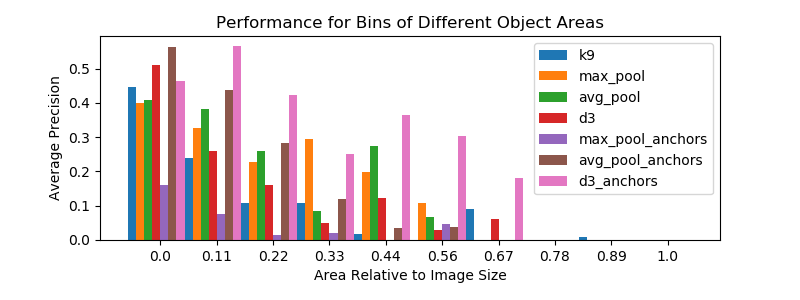 Performance for Bins of Different Object Areas
Average Precision
0.5
0.4
0.3
0.2
0.1
0.0
k9
max_pool
avg_pool
d3
max_pool_anchors
avg_pool_anchors
d3_anchors
0.0 0.11 0.22 0.33 0.44 0.56 0.67 0.78 0.89 1.0
Area Relative to Image Size